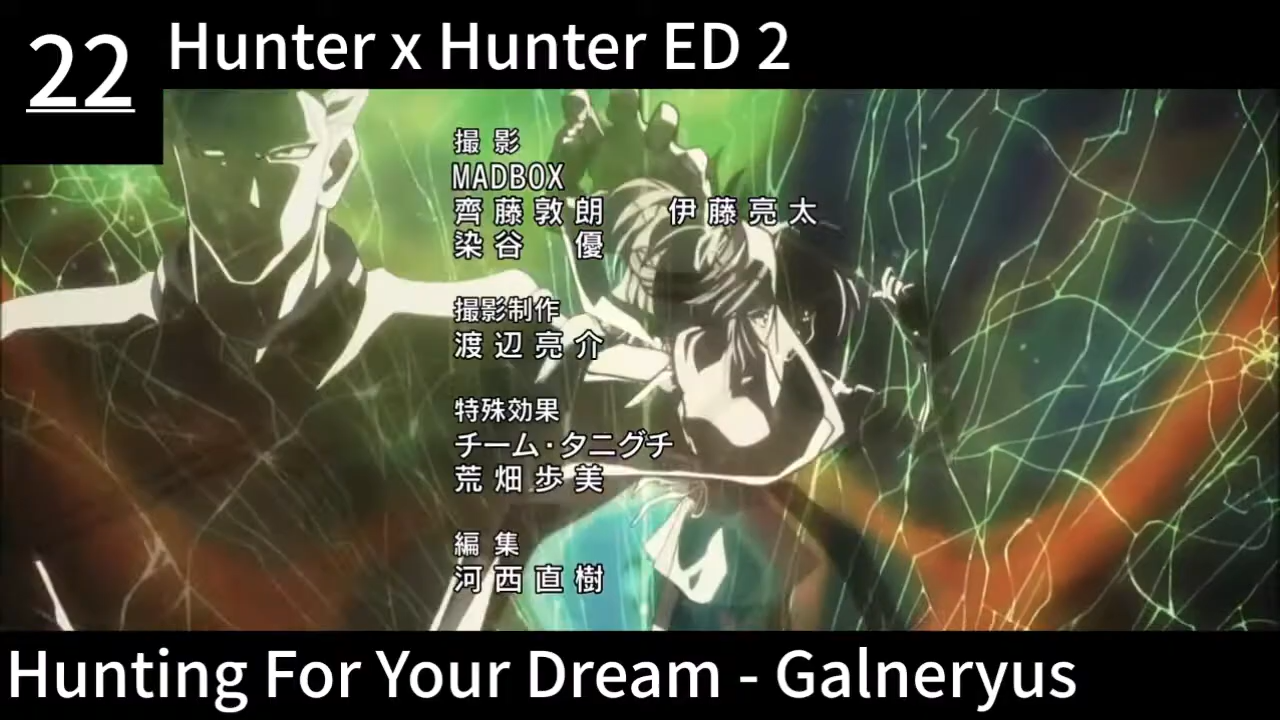 22
Hunter x Hunter ED 2
撮影
MADBOX
齊藤敦朗 伊藤亮太
染谷 優
撮影制作
渡辺亮介
特殊効果
チーム・タニグチ
荒畑歩美
編集
河西直樹
Hunting For Your Dream - Galneryus